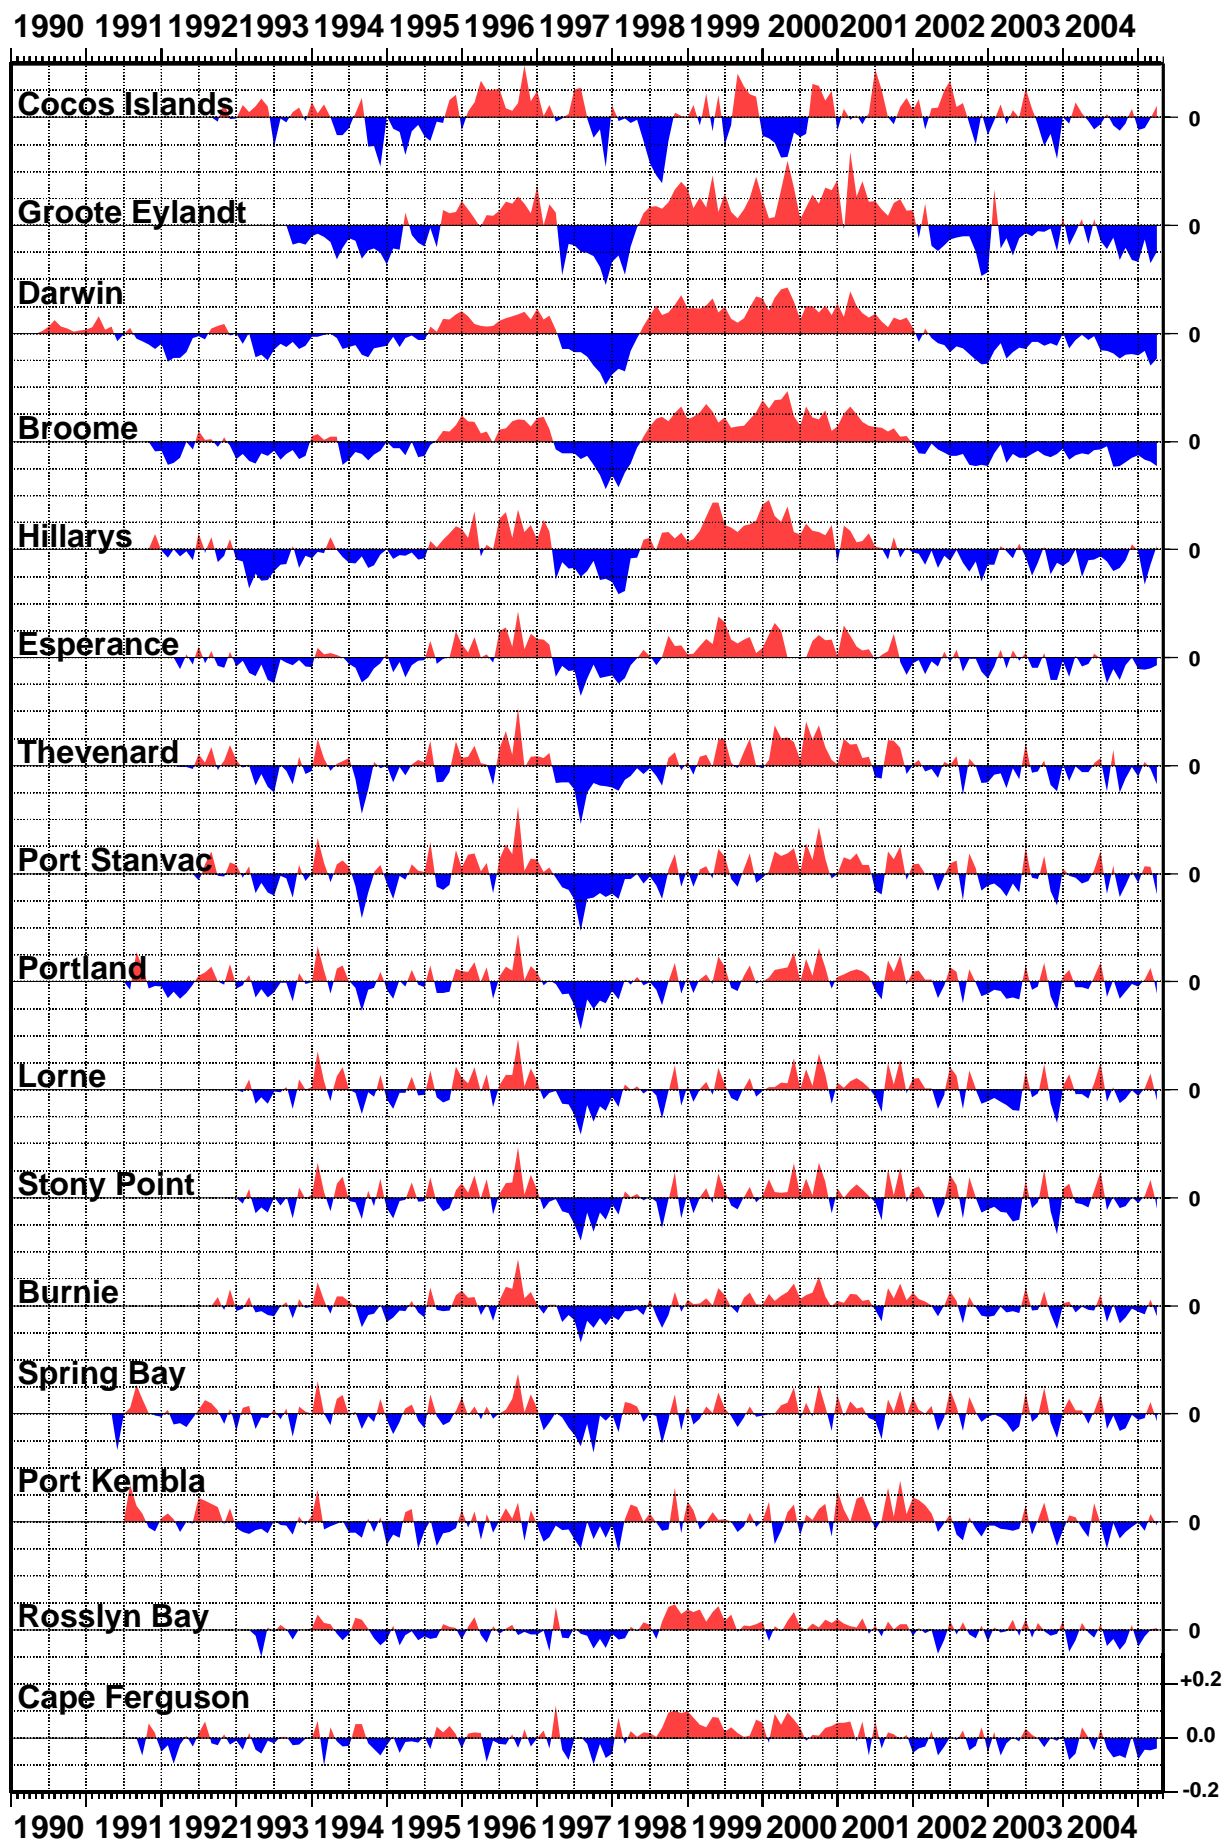 1990 1991 1992 1993 1994 1995 1996 1997 1998 1999 2000 2001 2002 2003 2004
Cocos Islands 0
Groote Eylandt 0
Darwin 0
Broome 0
Hillarys 0
Esperance 0
Thevenard 0
Port Stanvac 0
Portland 0
Lorne 0
Stony Point 0
Burnie 0
Spring Bay 0
Port Kembla 0
Rosslyn Bay 0
+0.2
Cape Ferguson
0.0
-0.2
1990 1991 1992 1993 1994 1995 1996 1997 1998 1999 2000 2001 2002 2003 2004